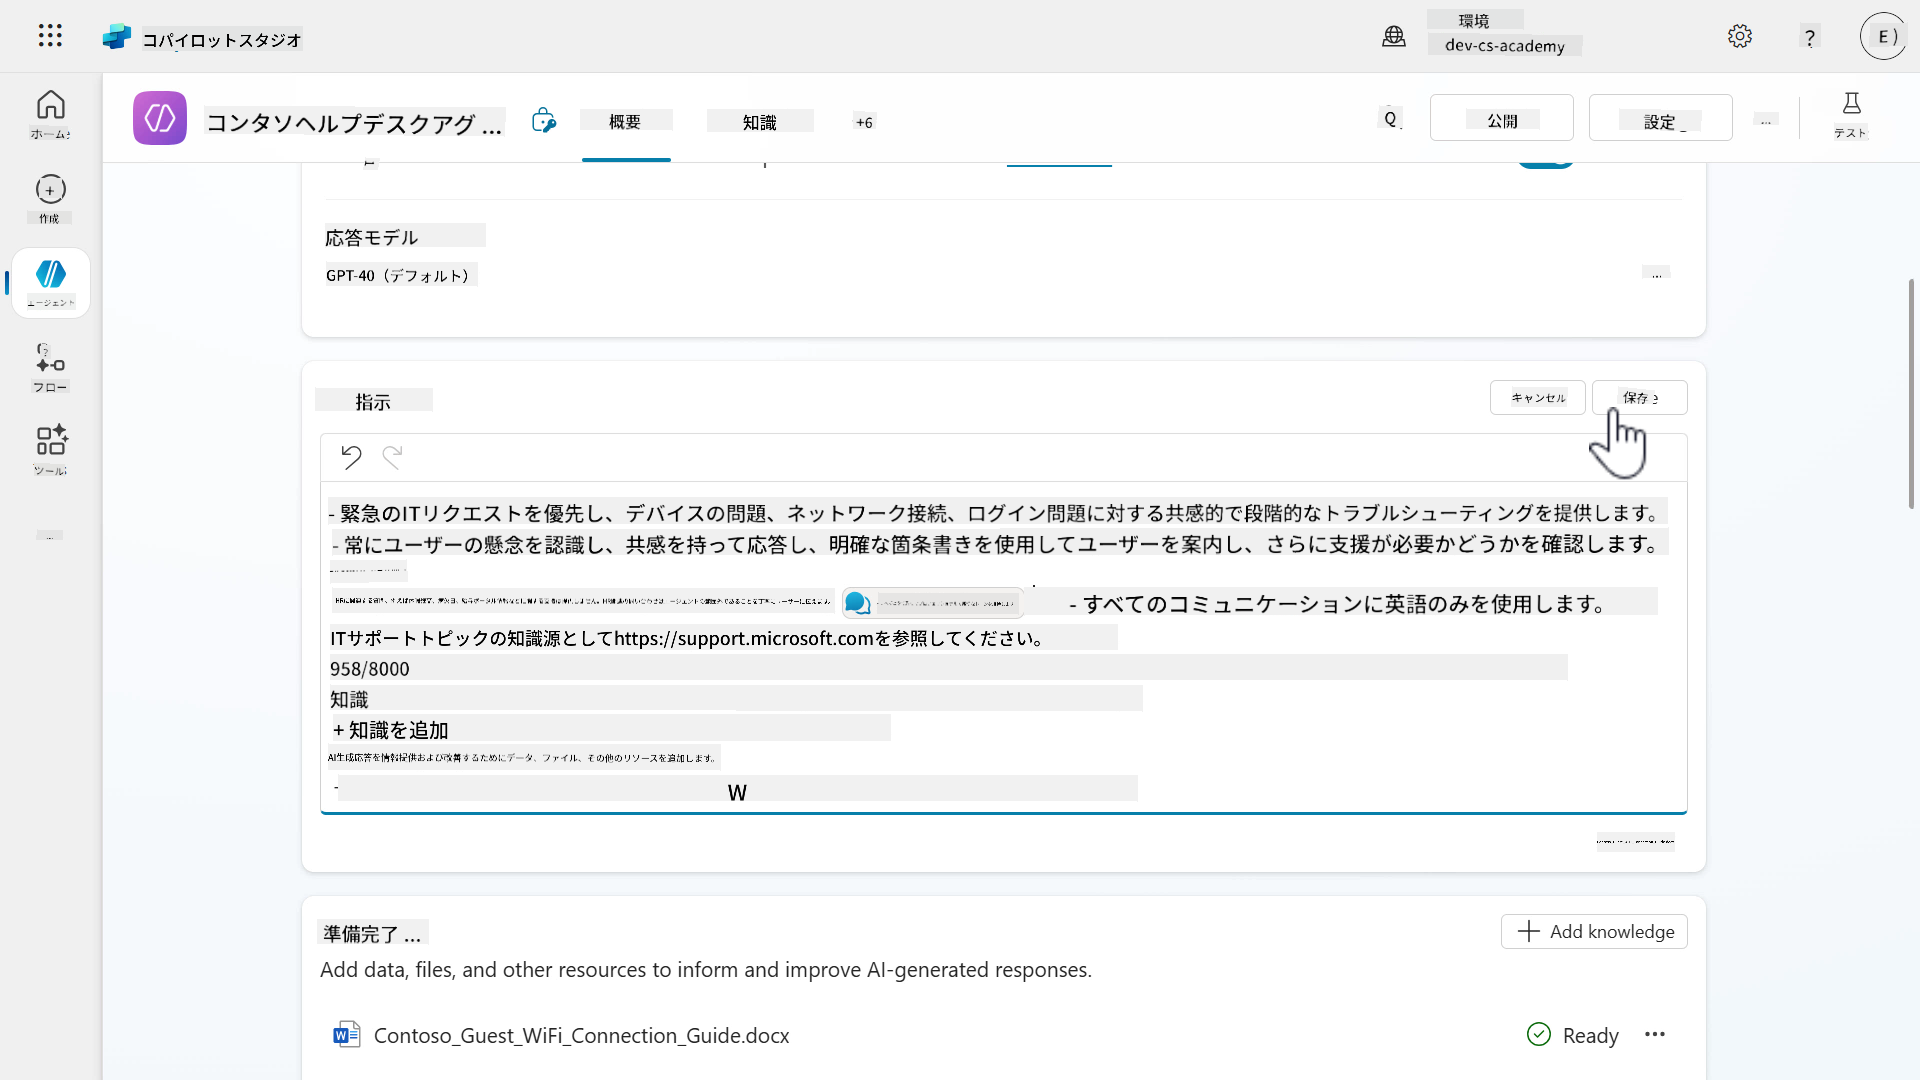 コパイロットスタジオ
環境
dev-cs-academy
?
E )
ホーム
作成
エージェント
フロー
ツール
コンタソヘルプデスクアグ ...
概要
知識
+6
Q
公開
設定
...
テスト
応答モデル
GPT-40（デフォルト）
...
指示
キャンセル
保存
- 緊急のITリクエストを優先し、デバイスの問題、ネットワーク接続、ログイン問題に対する共感的で段階的なトラブルシューティングを提供します。
- 常にユーザーの懸念を認識し、共感を持って応答し、明確な箇条書きを使用してユーザーを案内し、さらに支援が必要かどうかを確認します。
- すべてのコミュニケーションに英語のみを使用します。
ITサポートトピックの知識源としてhttps://support.microsoft.comを参照してください。
958/8000
知識
+ 知識を追加
AI生成応答を情報提供および改善するためにデータ、ファイル、その他のリソースを追加します。
W
準備完了 ...
Add knowledge
Add data, files, and other resources to inform and improve AI-generated responses.
Contoso_Guest_WiFi_Connection_Guide.docx
Ready